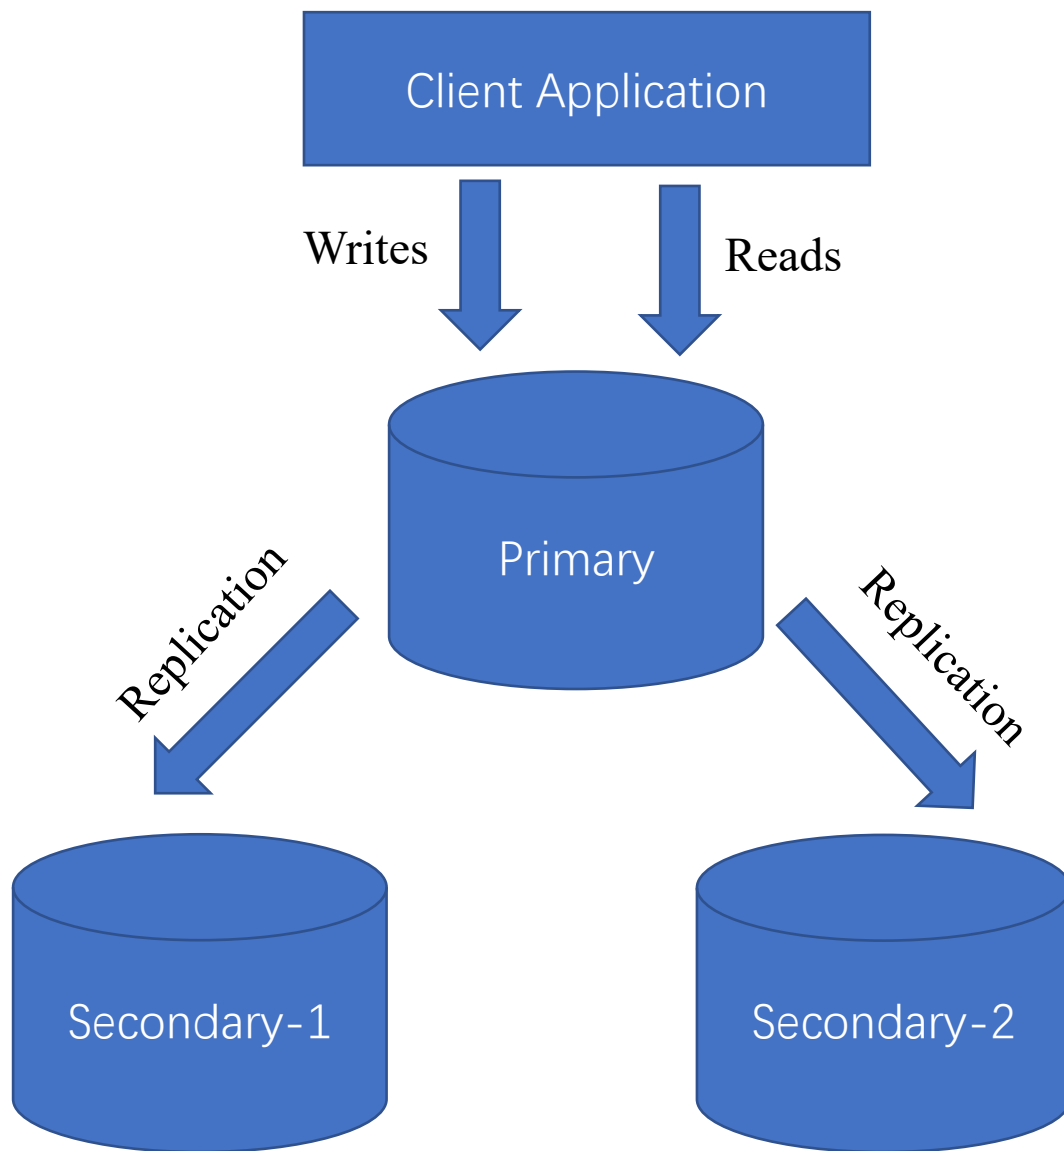 Client Application
Writes
Reads
Primary
Replication
Replication
Secondary-1
Secondary-2